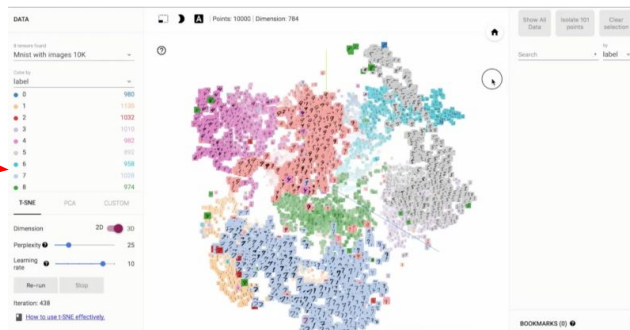 DATA
Points: 10000 | Dimension: 784
Show All Data
Isolate 101 points
Clear selection
Mnist with images 10K
Color by
label
Search
by
label
0 980
1
2 1032
3 1010
4 982
5 892
6 958
7 1028
8 974
T-SNE PCA CUSTOM
Dimension 2D 3D
Perplexity 25
Learning rate 10
Re-run Stop
Iteration: 438
How to use t-SNE effectively.
BOOKMARKS (0)